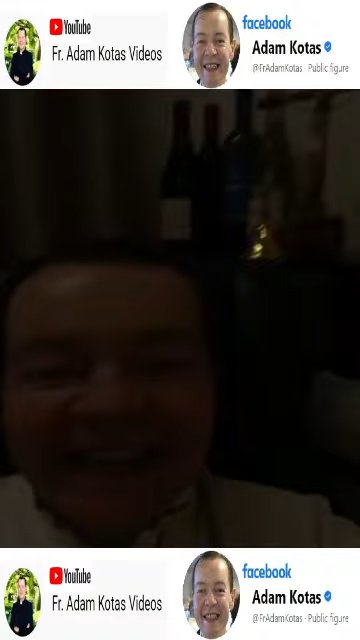 YouTube
Fr. Adam Kotas Videos
facebook
Adam Kotas
@FrAdamKotas · Public figure
YouTube
Fr. Adam Kotas Videos
facebook
Adam Kotas
@FrAdamKotas · Public figure